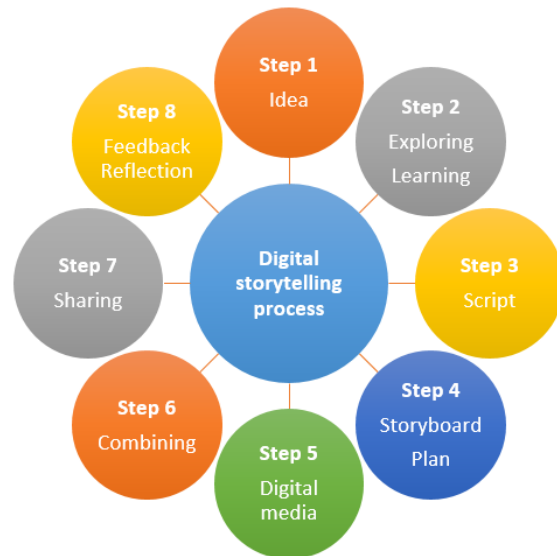 Digital
storytelling
process
Step 1
Idea
Step 2
Exploring
Learning
Step 3
Script
Step 4
Storyboard
Plan
Step 5
Digital
media
Step 6
Combining
Step 7
Sharing
Step 8
Feedback
Reflection